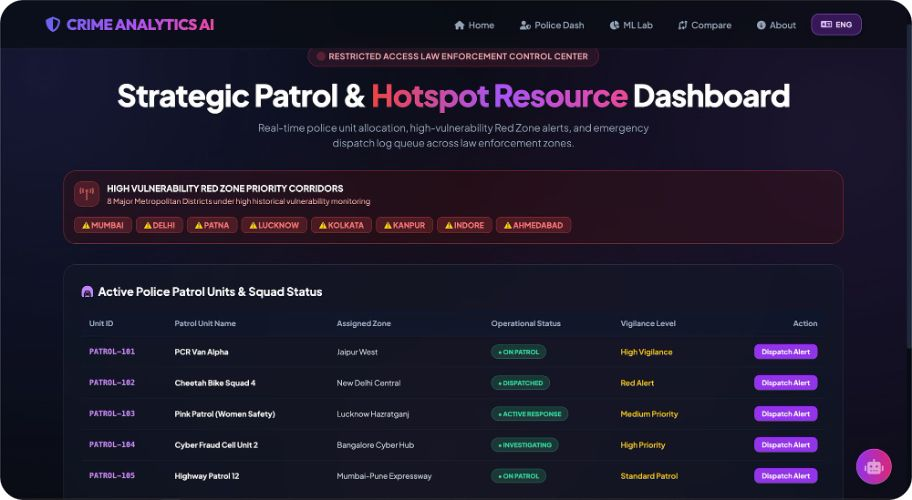 CRIME ANALYTICS AI
Home Police Dash ML Lab Compare About ENG
RESTRICTED ACCESS LAW ENFORCEMENT CONTROL CENTER
Strategic Patrol & Hotspot Resource Dashboard
Real-time police unit allocation, high-vulnerability Red Zone alerts, and emergency
dispatch log queue across law enforcement zones.
HIGH VULNERABILITY RED ZONE PRIORITY CORRIDORS
8 Major Metropolitan Districts under high historical vulnerability monitoring
MUMBAI DELHI PATNA LUCKNOW KOLKATA KANPUR INDORE AHMEDABAD
Active Police Patrol Units & Squad Status
Unit ID Patrol Unit Name Assigned Zone Operational Status Vigilance Level Action
PATROL-101 PCR Van Alpha Jaipur West ON PATROL High Vigilance Dispatch Alert
PATROL-102 Cheetah Bike Squad 4 New Delhi Central DISPATCHED Red Alert Dispatch Alert
PATROL-103 Pink Patrol (Women Safety) Lucknow Hazratganj ACTIVE RESPONSE Medium Priority Dispatch Alert
PATROL-104 Cyber Fraud Cell Unit 2 Bangalore Cyber Hub INVESTIGATING High Priority Dispatch Alert
PATROL-105 Highway Patrol 12 Mumbai-Pune Expressway ON PATROL Standard Patrol Dispatch Alert